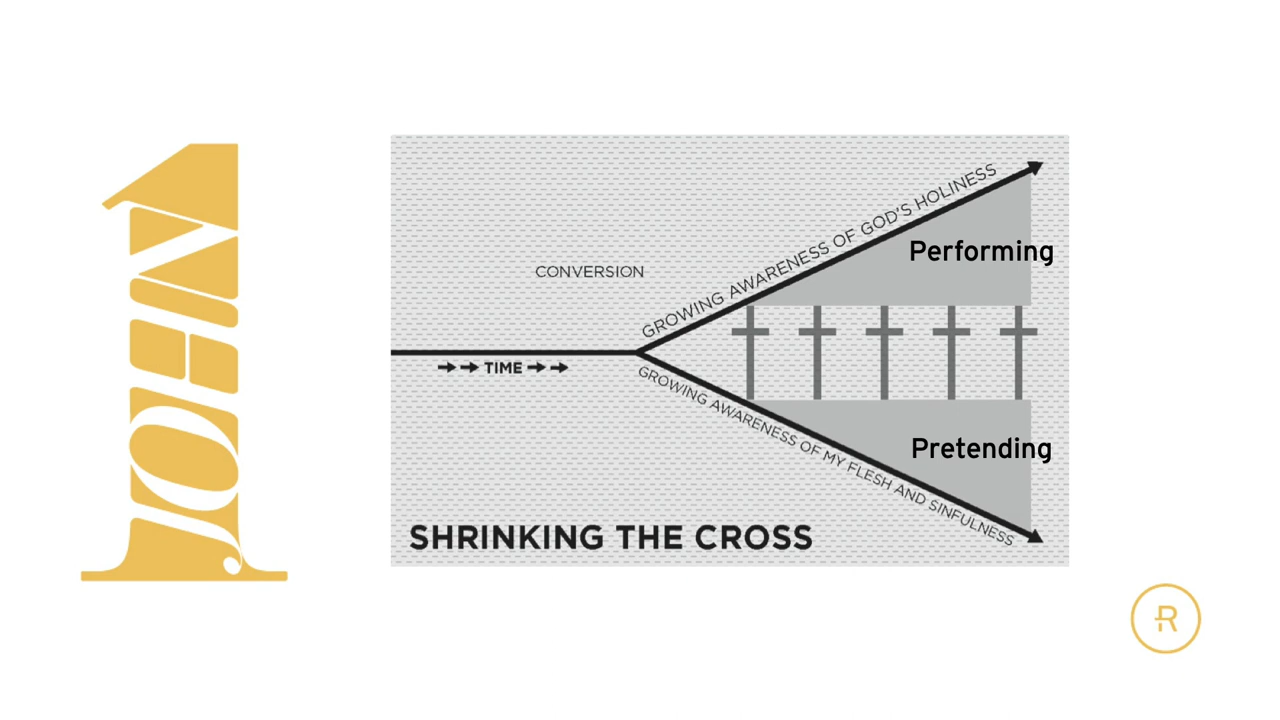 1 JOHN
CONVERSION
GROWING AWARENESS OF GOD'S HOLINESS
Performing
→→ TIME →→
GROWING AWARENESS OF MY FLESH AND SINFULNESS
Pretending
SHRINKING THE CROSS
R